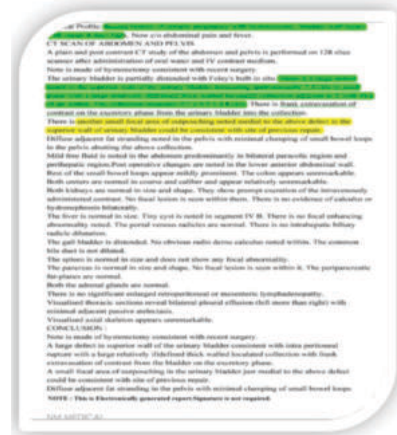 Profile: 
Now c/o abdominal pain and fever.
CT SCAN OF ABDOMEN AND PELVIS
A plain and post contrast CT study of the abdomen and pelvis is performed on 128 slice
scanner after administration of oral water and IV contrast medium.
Note is made of hysterectomy consistent with recent surgery.
The urinary bladder is partially distended with Foley's bulb in situ. There is a large defect
There is frank extravasation of
contrast on the excretory phase from the urinary bladder into the collection.
There is another small focal area of outpouching noted medial to the above defect in the
superior wall of urinary bladder could be consistent with site of previous repair.
Diffuse adjacent fat stranding noted in the pelvis with minimal clumping of small bowel loops
in the pelvis abutting the above collection.
Mild free fluid is noted in the abdomen predominantly in bilateral paracolic region and
perihepatic region. Post operative changes are noted in the lower anterior abdominal wall.
Rest of the small bowel loops appear mildly prominent. The colon appears unremarkable.
Both ureters are normal in course and caliber and appear relatively unremarkable.
Both kidneys are normal in size and shape. They show prompt excretion of the intravenously
administered contrast. No focal lesion is seen within them. There is no evidence of calculus or
hydronephrosis bilaterally.
The liver is normal in size. Tiny cyst is noted in segment IV B. There is no focal enhancing
abnormality noted. The portal venous radicles are normal. There is no intrahepatic biliary
radicle dilatation.
The gall bladder is distended. No obvious radio dense calculus noted within. The common
bile duct is not dilated.
The spleen is normal in size and does not show any focal abnormality.
The pancreas is normal in size and shape. No focal lesion is seen within it. The peripancreatic
fat-planes are normal.
Both the adrenal glands are normal.
There is no significant enlarged retroperitoneal or mesenteric lymphadenopathy.
Visualised thoracic sections reveal bilateral pleural effusion (left more than right) with
minimal adjacent passive atelectasis.
Visualised axial skeleton appears unremarkable.
CONCLUSION :
Note is made of hysterectomy consistent with recent surgery.
A large defect in superior wall of the urinary bladder consistent with intra peritoneal
rupture with a large relatively illdefined thick walled loculated collection with frank
extravasation of contrast from the bladder on the excretory phase.
A small focal area of outpouching in the urinary bladder just medial to the above defect
could be consistent with site of previous repair.
Diffuse adjacent fat stranding in the pelvis with minimal clumping of small bowel loops.
NOTE : This is Electronically generated report Signature is not required.
NM MEDICAL